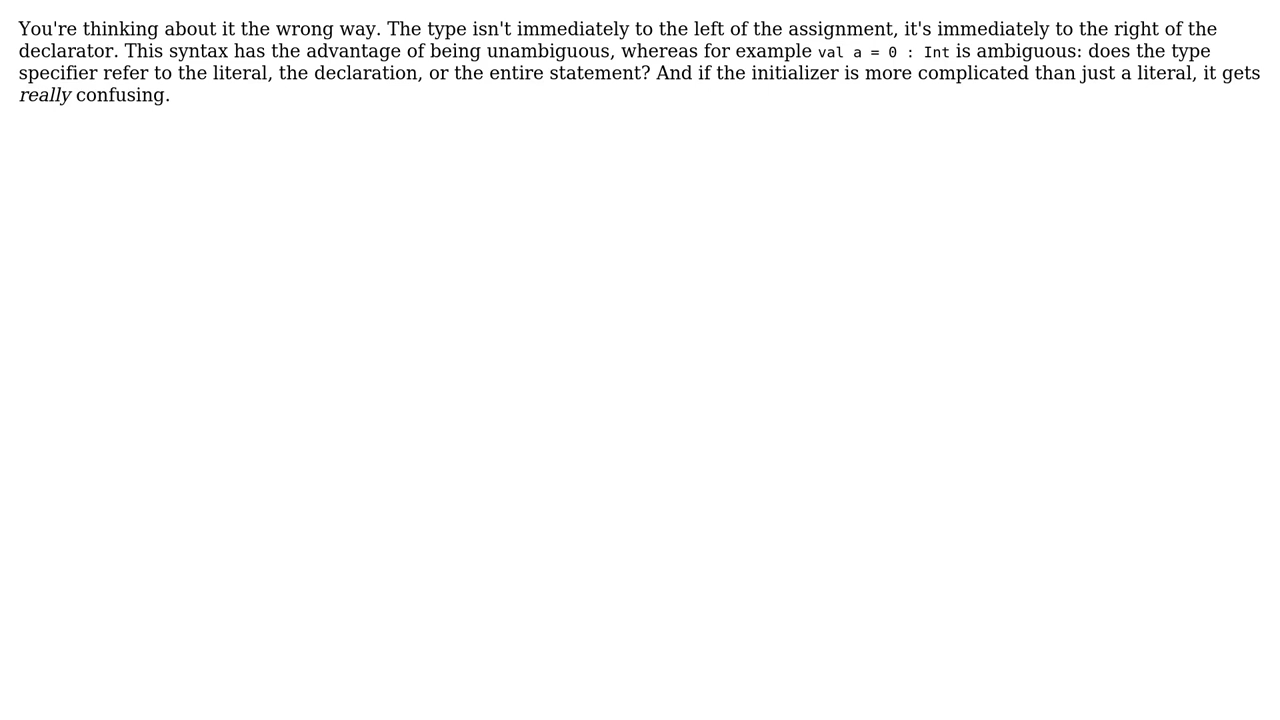 You're thinking about it the wrong way. The type isn't immediately to the left of the assignment, it's immediately to the right of the
declarator. This syntax has the advantage of being unambiguous, whereas for example val a = 0 : Int is ambiguous: does the type
specifier refer to the literal, the declaration, or the entire statement? And if the initializer is more complicated than just a literal, it gets
really confusing.